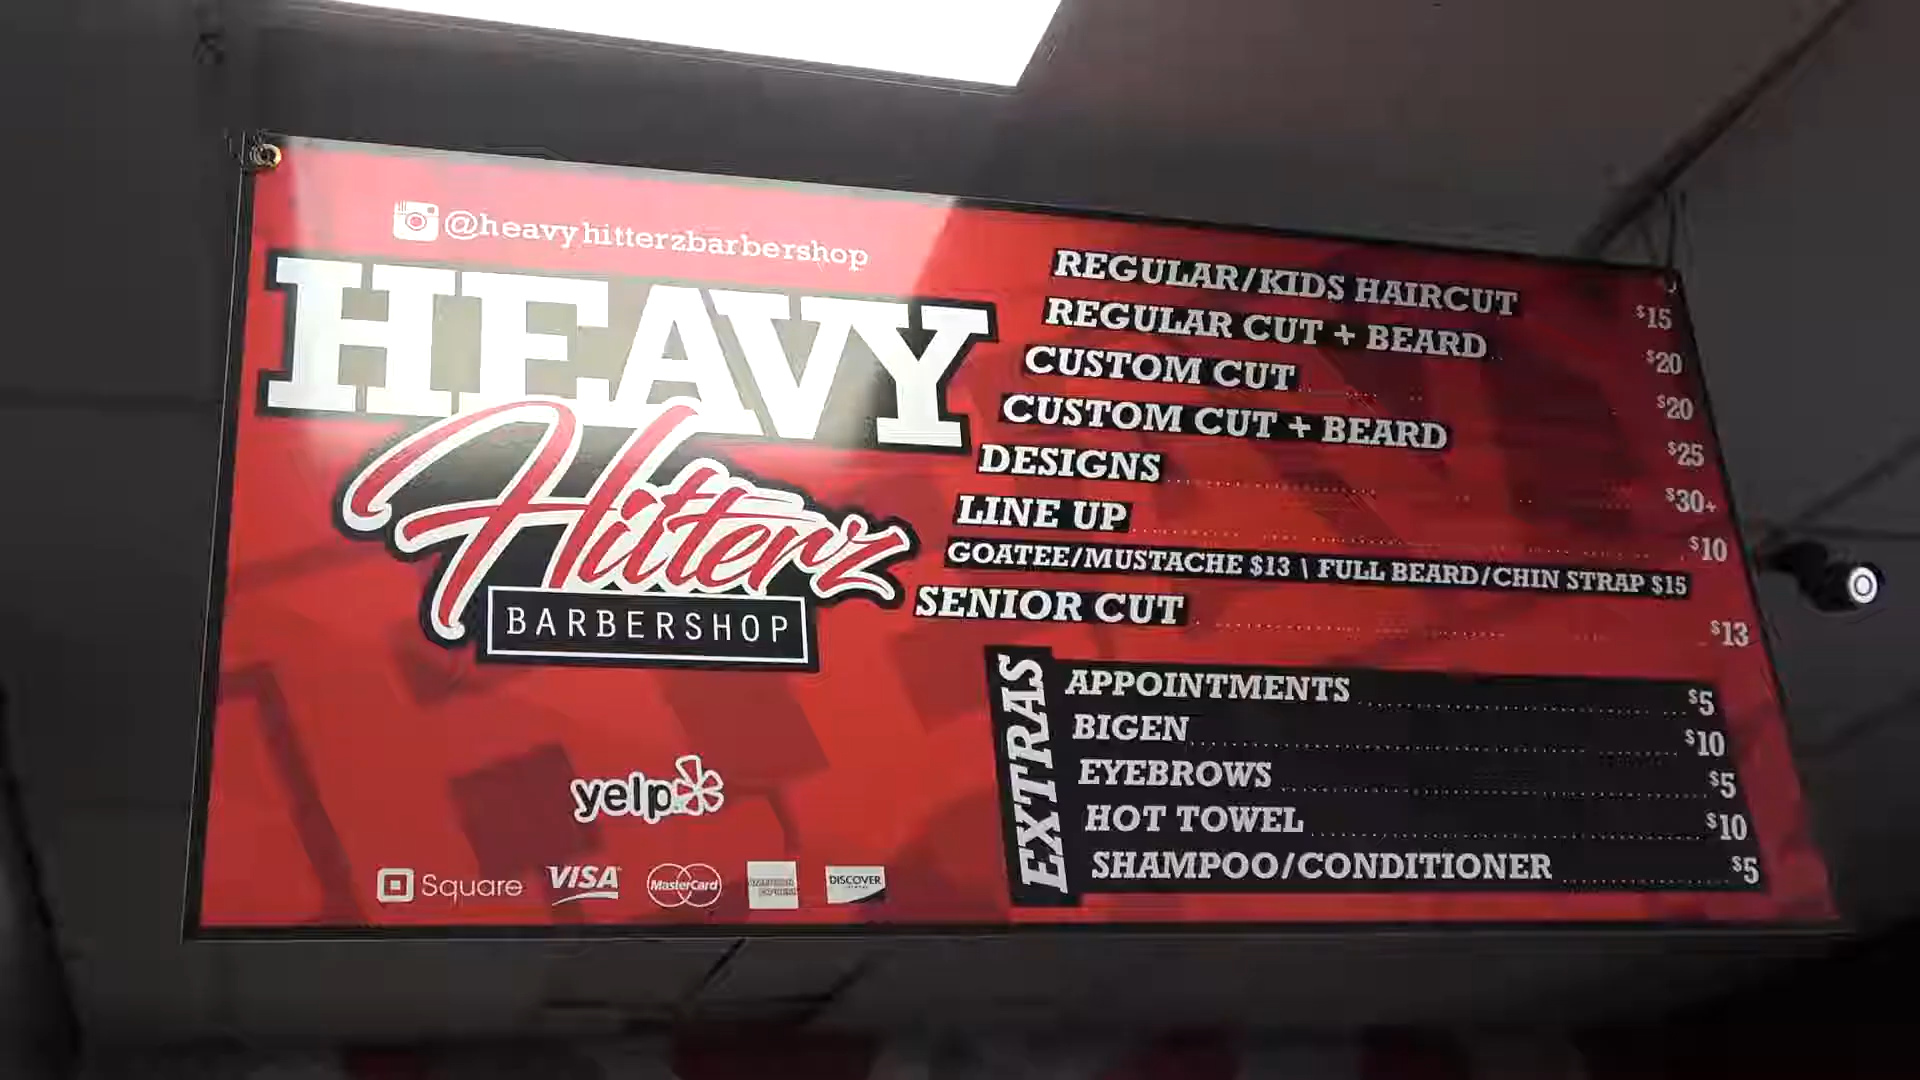 @heavyhitterzbarbershop
HEAVY
Hitterz
BARBERSHOP
yelp
Square VISA MasterCard AMERICAN EXPRESS DISCOVER
REGULAR/KIDS HAIRCUT $15
REGULAR CUT + BEARD $20
CUSTOM CUT $20
CUSTOM CUT + BEARD $25
DESIGNS $30+
LINE UP $10
GOATEE/MUSTACHE $13 \ FULL BEARD/CHIN STRAP $15
SENIOR CUT $13
EXTRAS
APPOINTMENTS $5
BIGEN $10
EYEBROWS $5
HOT TOWEL $10
SHAMPOO/CONDITIONER $5